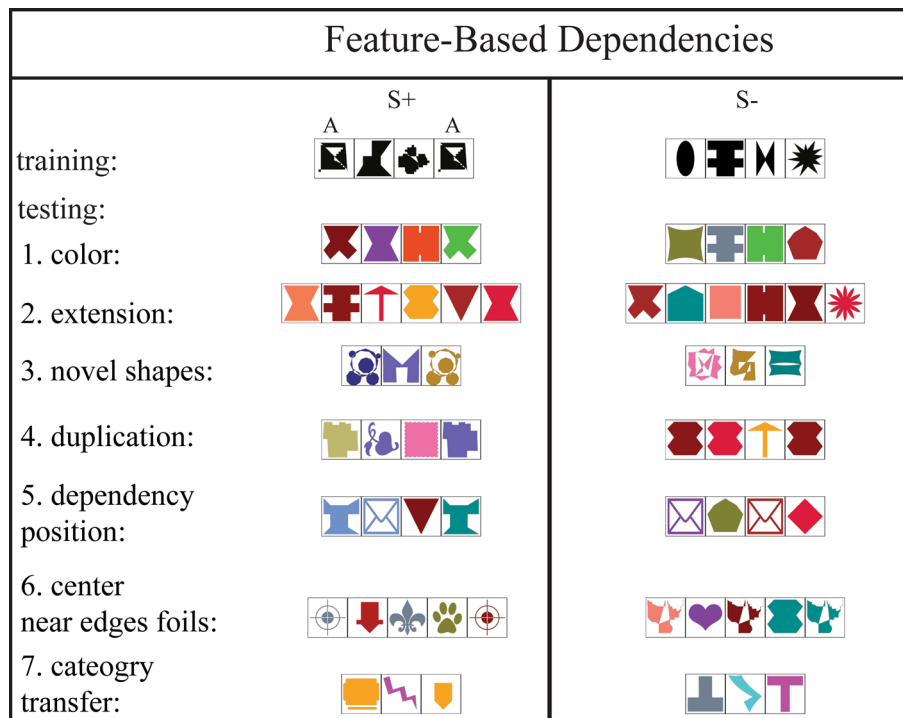 Feature-Based Dependencies
S+ S-
A A
training:
testing:
1. color:
2. extension:
3. novel shapes:
4. duplication:
5. dependency
position:
6. center
near edges foils:
7. cateogry
transfer: